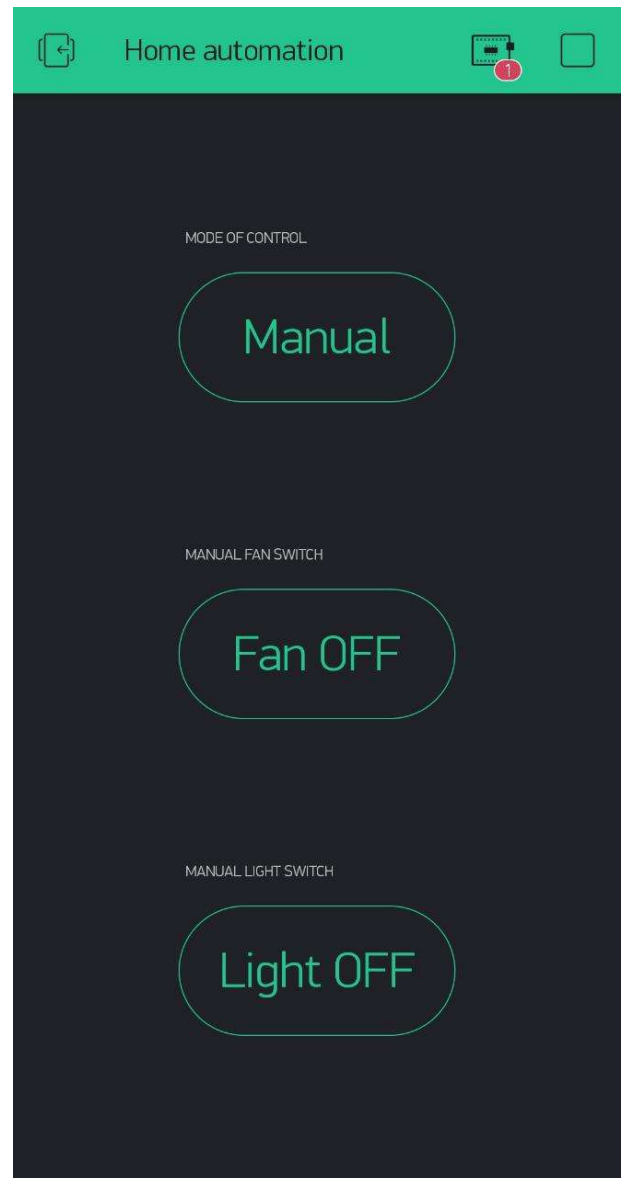 Home automation
1
MODE OF CONTROL
Manual
MANUAL FAN SWITCH
Fan OFF
MANUAL LIGHT SWITCH
Light OFF